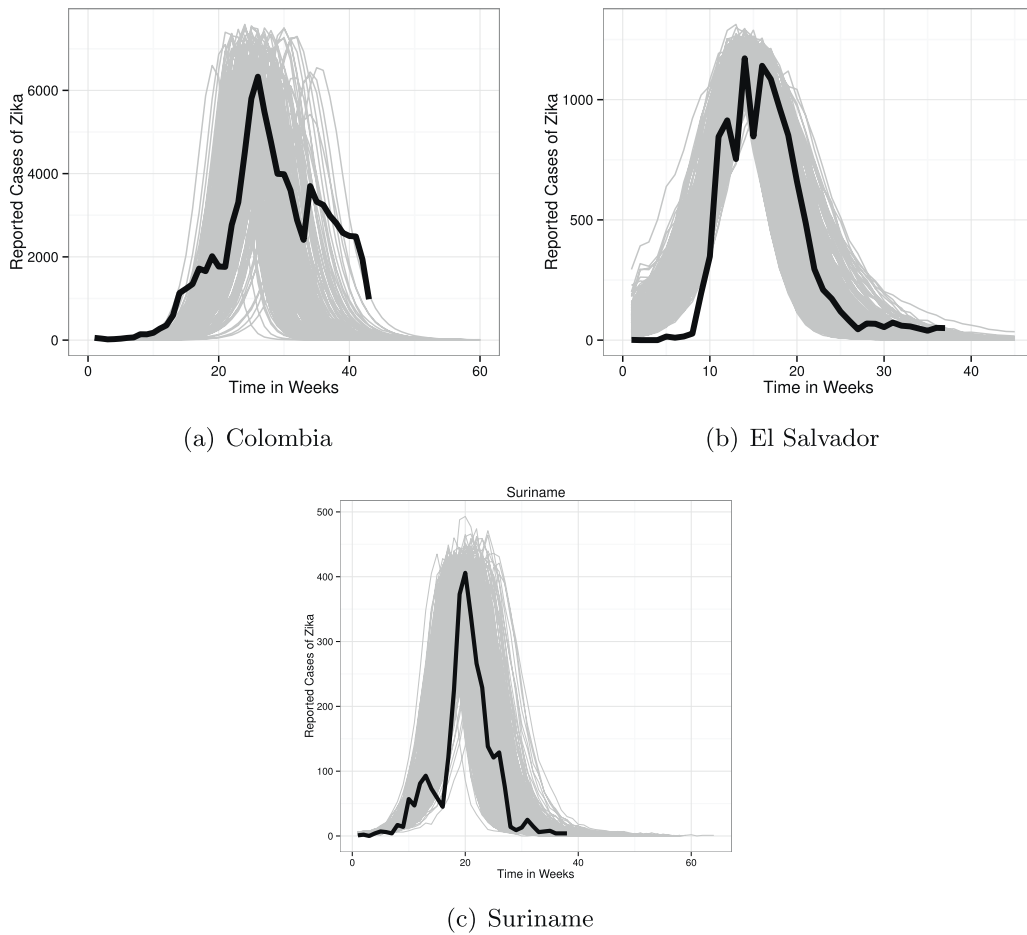 6000
4000
2000
0
0
20
40
60
Reported Cases of Zika
Time in Weeks
(a) Colombia
1000
500
0
0
10
20
30
40
Reported Cases of Zika
Time in Weeks
(b) El Salvador
Suriname
500
400
300
200
100
0
0
20
40
60
Reported Cases of Zika
Time in Weeks
(c) Suriname